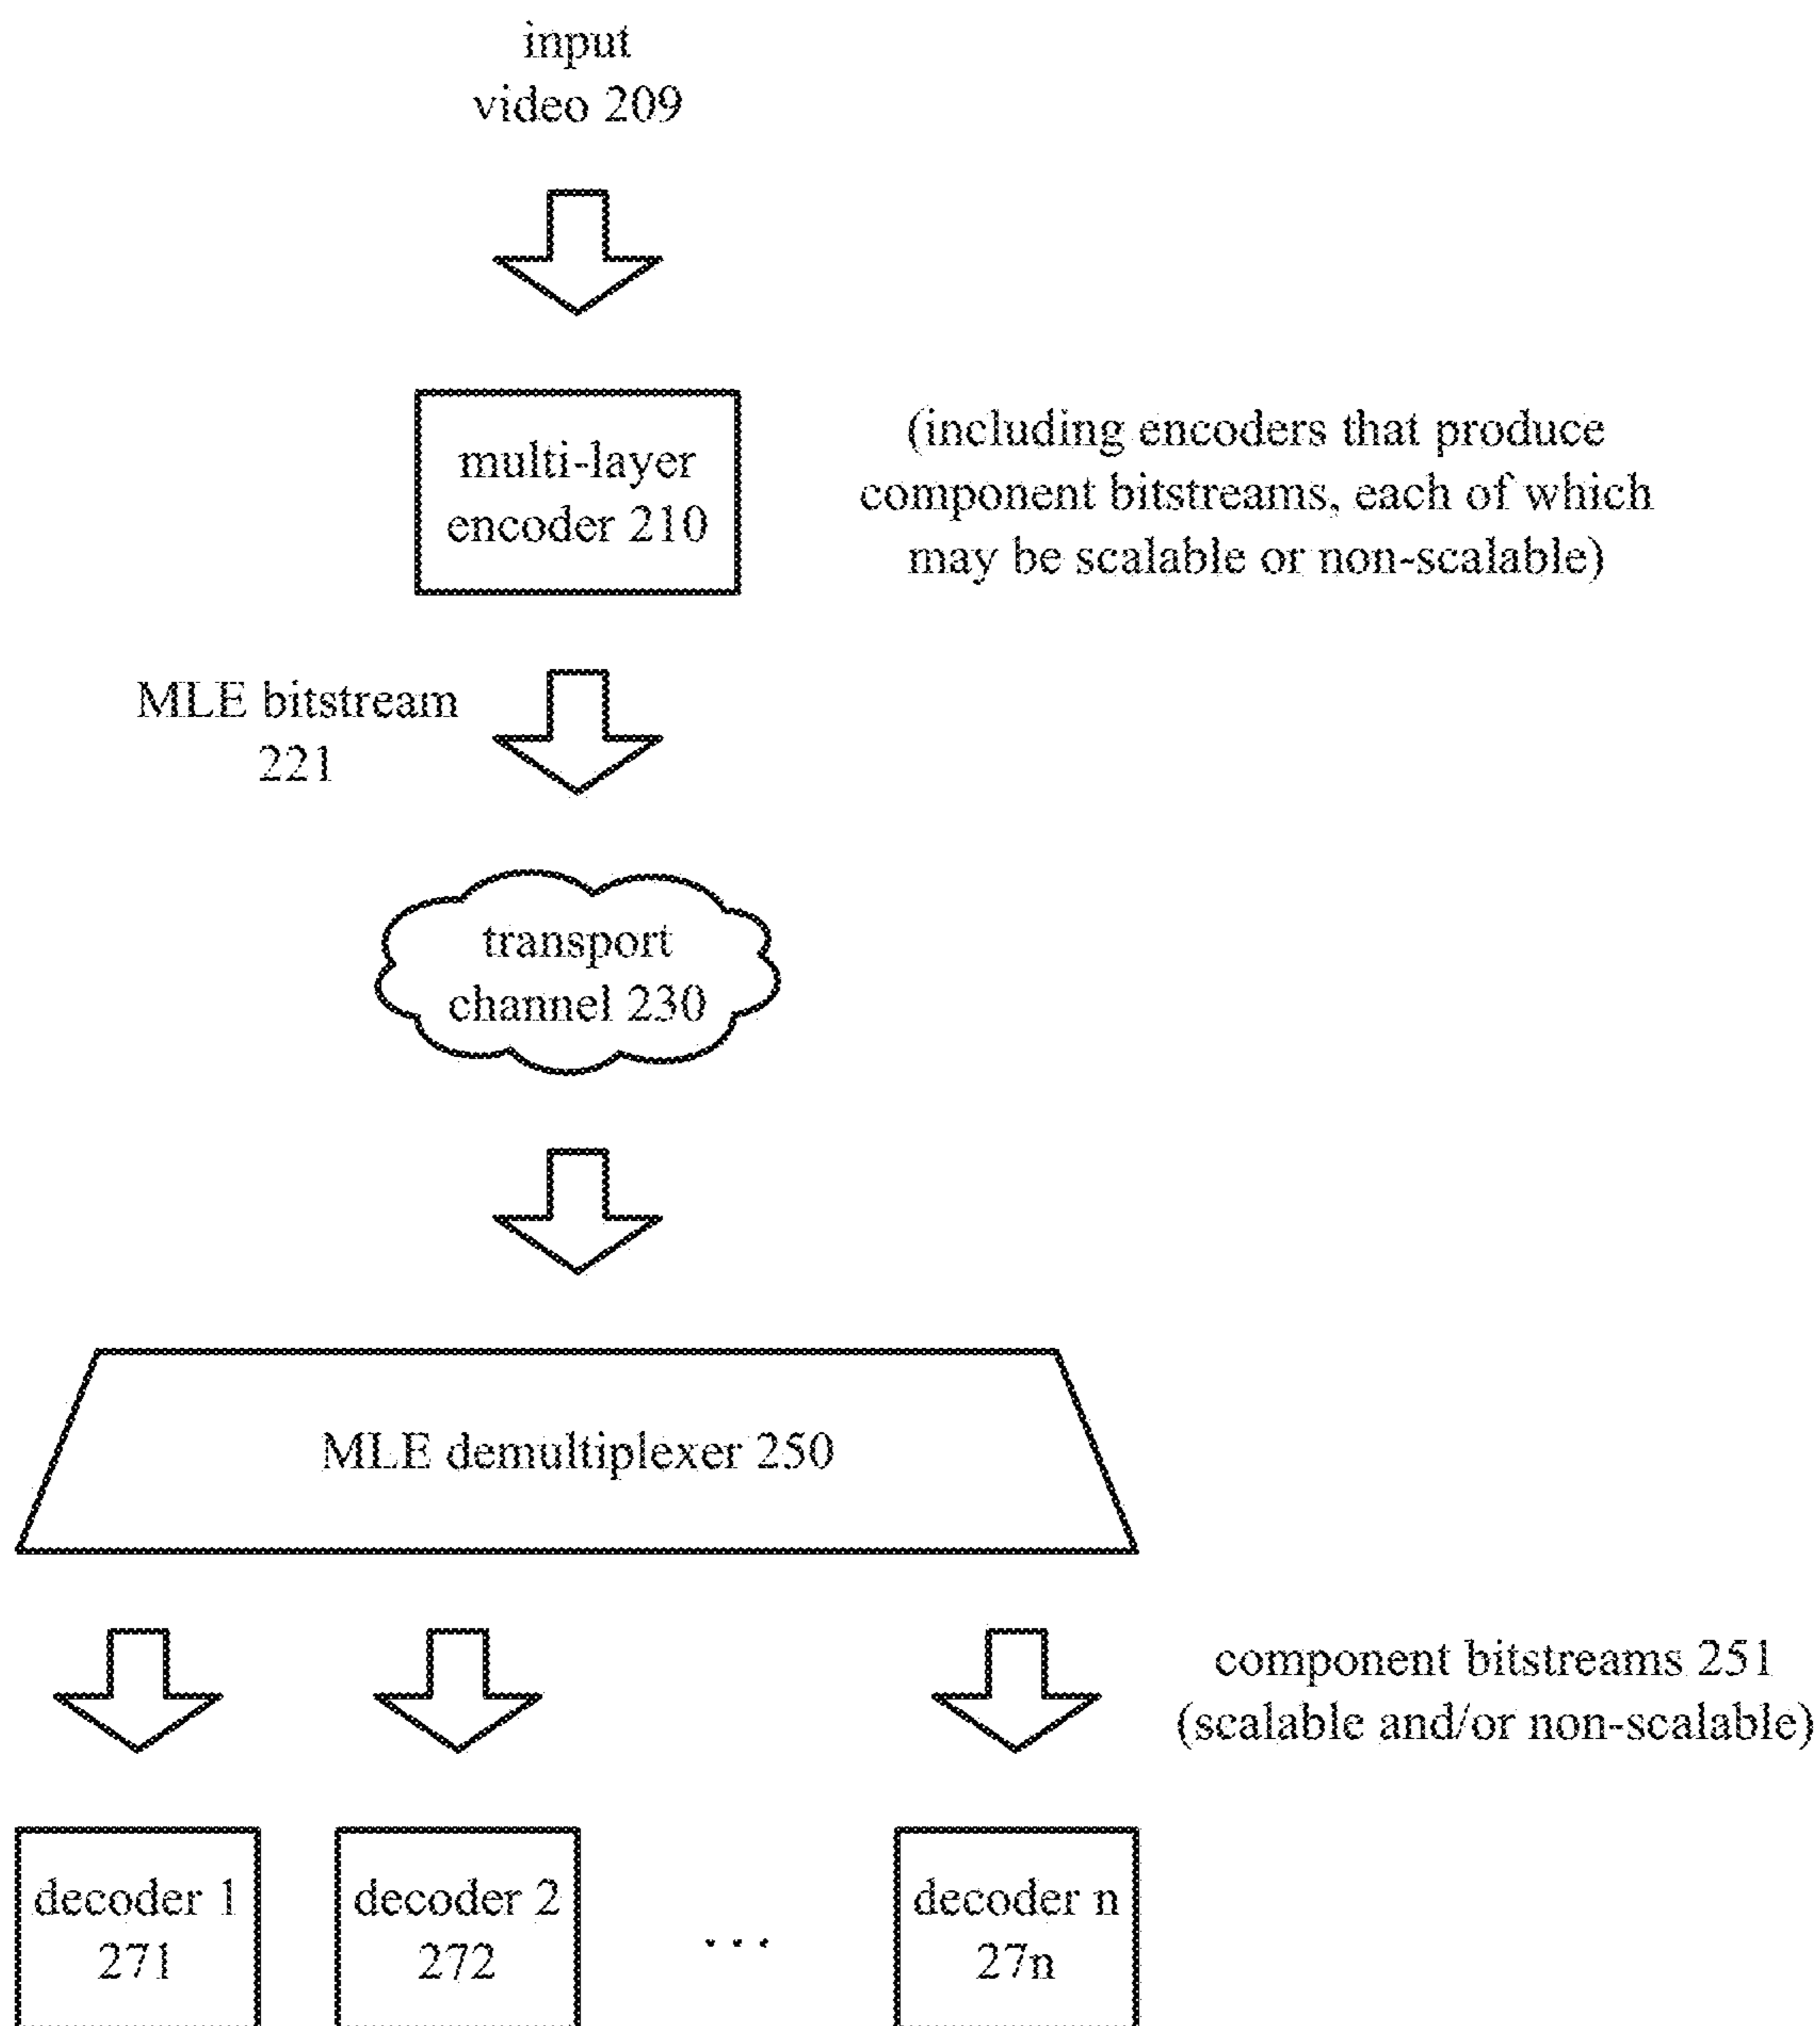 input
video 209
multi-layer
encoder 210
(including encoders that produce
component bitstreams, each of which
may be scalable or non-scalable)
MLE bitstream
221
transport
channel 230
MLE demultiplexer 250
component bitstreams 251
(scalable and/or non-scalable)
decoder 1
271
decoder 2
272
...
decoder n
27n